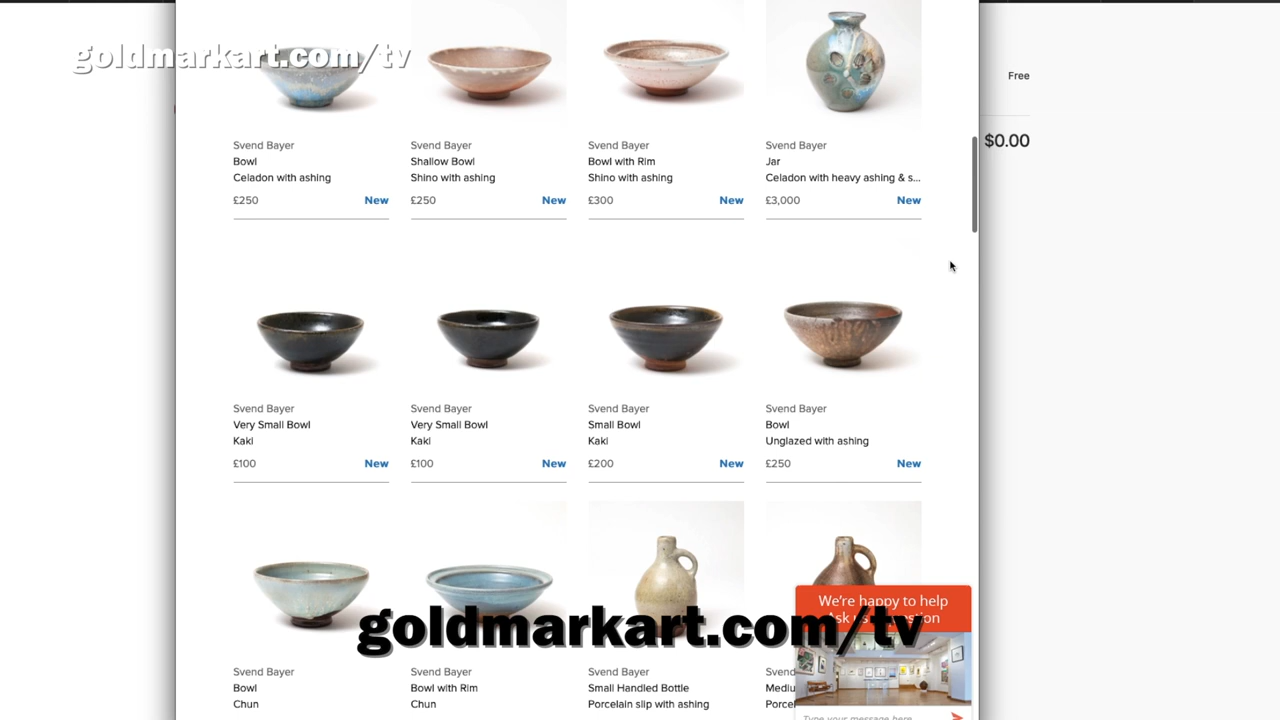 goldmarkart.com/tv
Free
$0.00
Svend Bayer
Bowl
Celadon with ashing
£250 New
Svend Bayer
Shallow Bowl
Shino with ashing
£250 New
Svend Bayer
Bowl with Rim
Shino with ashing
£300 New
Svend Bayer
Jar
Celadon with heavy ashing & s...
£3,000 New
Svend Bayer
Very Small Bowl
Kaki
£100 New
Svend Bayer
Very Small Bowl
Kaki
£100 New
Svend Bayer
Small Bowl
Kaki
£200 New
Svend Bayer
Bowl
Unglazed with ashing
£250 New
We're happy to help
Ask
goldmarkart.com/tv
Svend Bayer
Bowl
Chun
Svend Bayer
Bowl with Rim
Chun
Svend Bayer
Small Handled Bottle
Porcelain slip with ashing
Type your message here